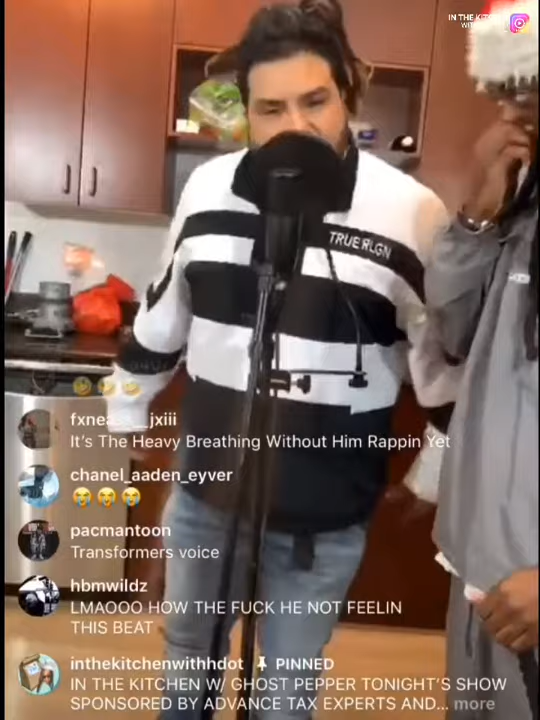 IN THE
TRUE RLGN
🤣🤣🤣
jxiii
It's The Heavy Breathing Without Him Rappin Yet
chanel_aaden_eyver
😭😭😭
pacmantoon
Transformers voice
hbmwildz
LMAOOO HOW THE FUCK HE NOT FEELIN
THIS BEAT
inthekitchenwithhdot 📌 PINNED
IN THE KITCHEN W/ GHOST PEPPER TONIGHT'S SHOW
SPONSORED BY ADVANCE TAX EXPERTS AND... more